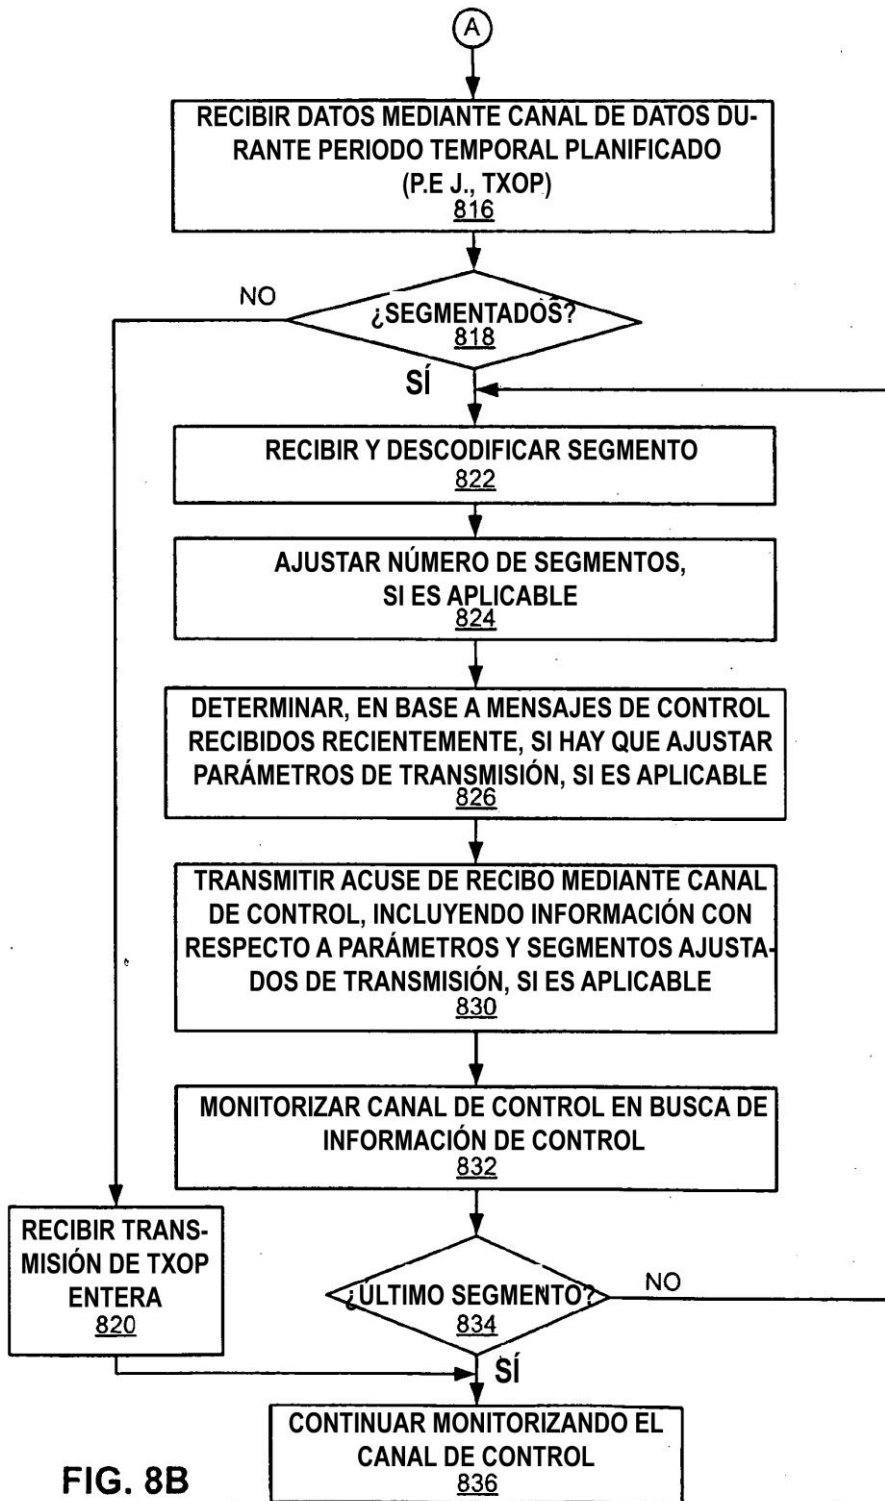 A
RECIBIR DATOS MEDIANTE CANAL DE DATOS DU-
RANTE PERIODO TEMPORAL PLANIFICADO
(P.E J., TXOP)
816
NO
¿SEGMENTADOS?
818
SÍ
RECIBIR Y DESCODIFICAR SEGMENTO
822
AJUSTAR NÚMERO DE SEGMENTOS,
SI ES APLICABLE
824
DETERMINAR, EN BASE A MENSAJES DE CONTROL
RECIBIDOS RECIENTEMENTE, SI HAY QUE AJUSTAR
PARÁMETROS DE TRANSMISIÓN, SI ES APLICABLE
826
TRANSMITIR ACUSE DE RECIBO MEDIANTE CANAL
DE CONTROL, INCLUYENDO INFORMACIÓN CON
RESPECTO A PARÁMETROS Y SEGMENTOS AJUSTA-
DOS DE TRANSMISIÓN, SI ES APLICABLE
830
MONITORIZAR CANAL DE CONTROL EN BUSCA DE
INFORMACIÓN DE CONTROL
832
RECIBIR TRANS-
MISIÓN DE TXOP
ENTERA
820
¿ÚLTIMO SEGMENTO?
834
NO
SÍ
CONTINUAR MONITORIZANDO EL
CANAL DE CONTROL
836
FIG. 8B